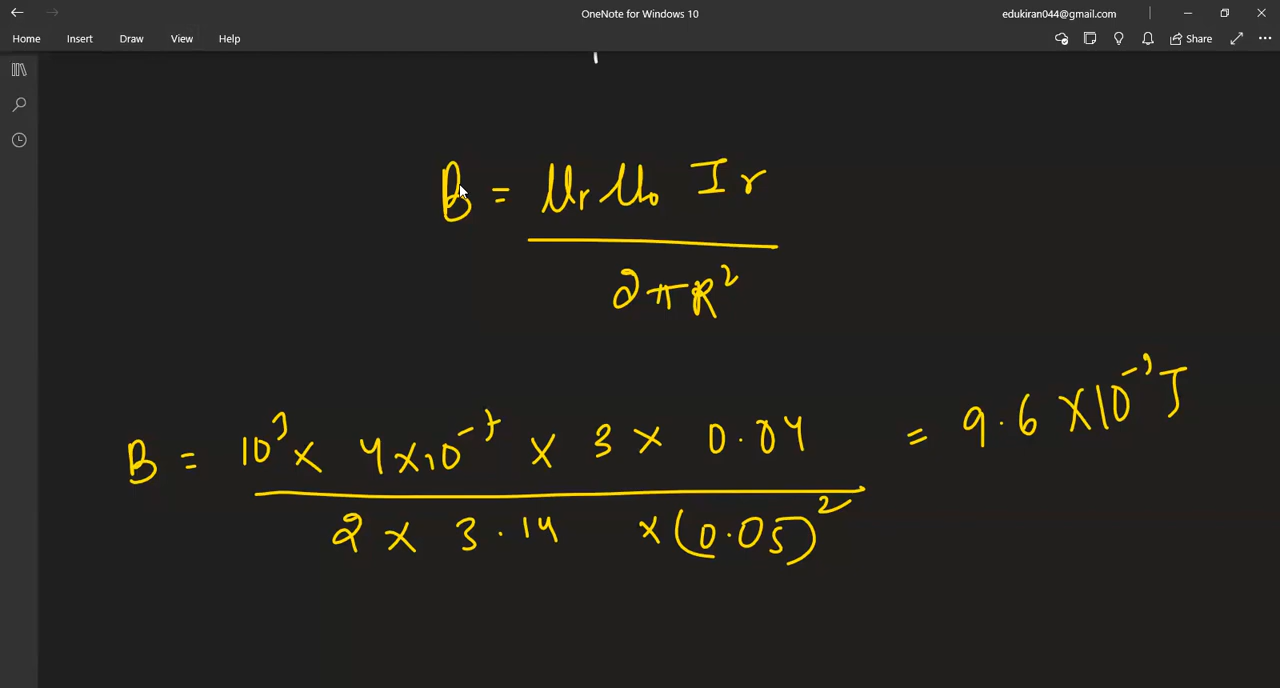 OneNote for Windows 10
edukiran044@gmail.com
Home Insert Draw View Help
Share
B = μr μ0 I r
2πR²
B = 10³ × 4×10⁻⁷ × 3 × 0.04 = 9.6 ×10⁻³ T
2 × 3.14 × (0.05)²